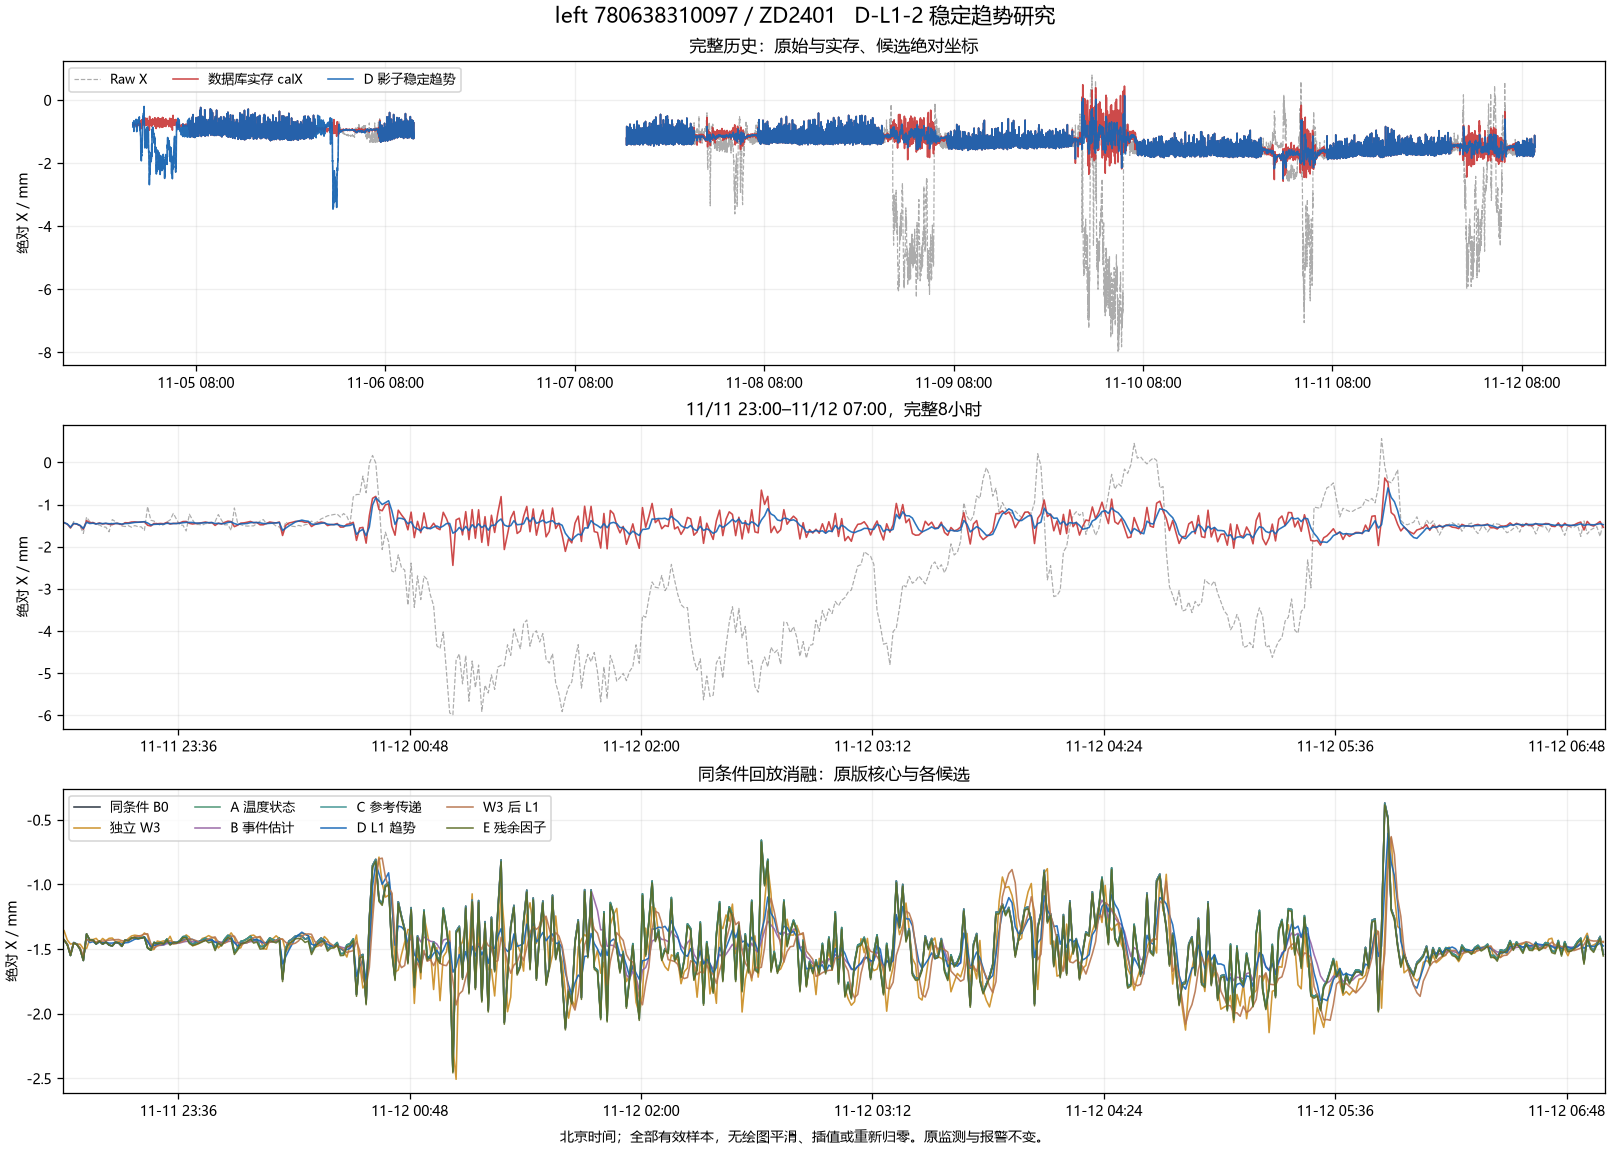 left 780638310097 / ZD2401   D-L1-2 稳定趋势研究
完整历史：原始与实存、候选绝对坐标
Raw X
数据库实存 calX
D 影子稳定趋势
绝对 X / mm
0
-2
-4
-6
-8
11-05 08:00
11-06 08:00
11-07 08:00
11-08 08:00
11-09 08:00
11-10 08:00
11-11 08:00
11-12 08:00
11/11 23:00–11/12 07:00，完整8小时
绝对 X / mm
0
-1
-2
-3
-4
-5
-6
11-11 23:36
11-12 00:48
11-12 02:00
11-12 03:12
11-12 04:24
11-12 05:36
11-12 06:48
同条件回放消融：原版核心与各候选
同条件 B0
A 温度状态
C 参考传递
W3 后 L1
独立 W3
B 事件估计
D L1 趋势
E 残余因子
绝对 X / mm
-0.5
-1.0
-1.5
-2.0
-2.5
11-11 23:36
11-12 00:48
11-12 02:00
11-12 03:12
11-12 04:24
11-12 05:36
11-12 06:48
北京时间；全部有效样本，无绘图平滑、插值或重新归零。原监测与报警不变。